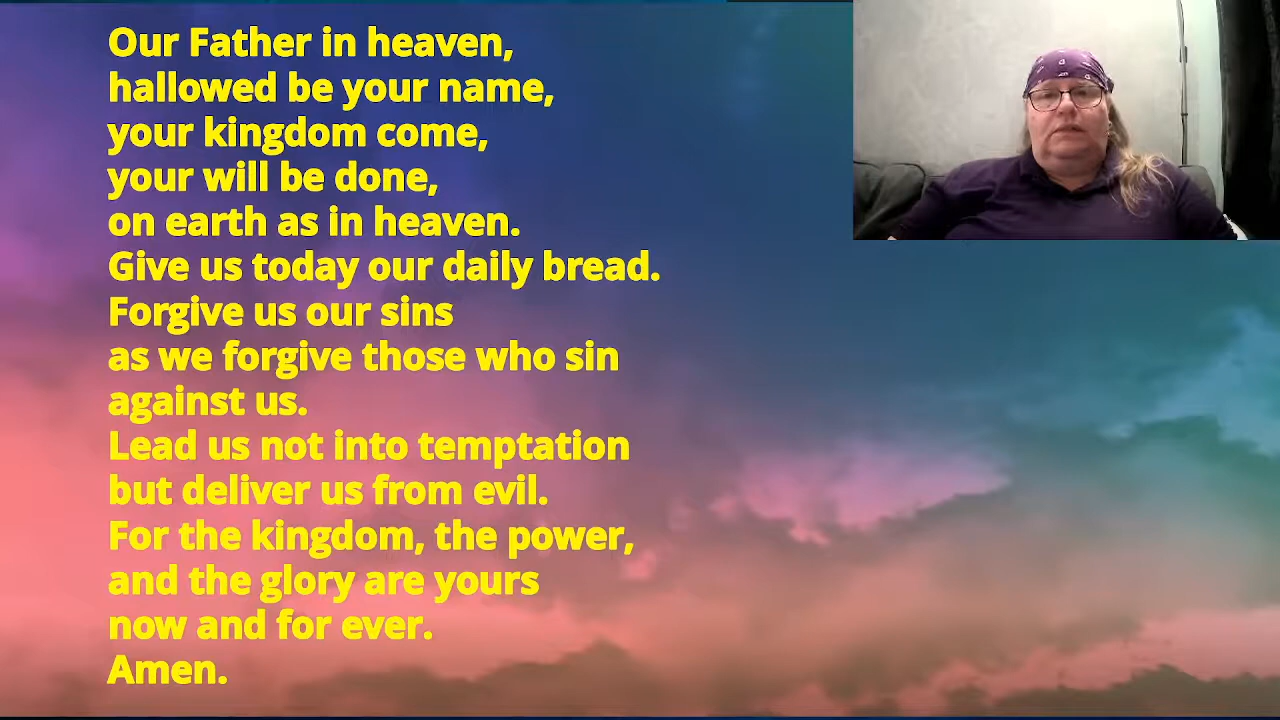 Our Father in heaven,
hallowed be your name,
your kingdom come,
your will be done,
on earth as in heaven.
Give us today our daily bread.
Forgive us our sins
as we forgive those who sin
against us.
Lead us not into temptation
but deliver us from evil.
For the kingdom, the power,
and the glory are yours
now and for ever.
Amen.